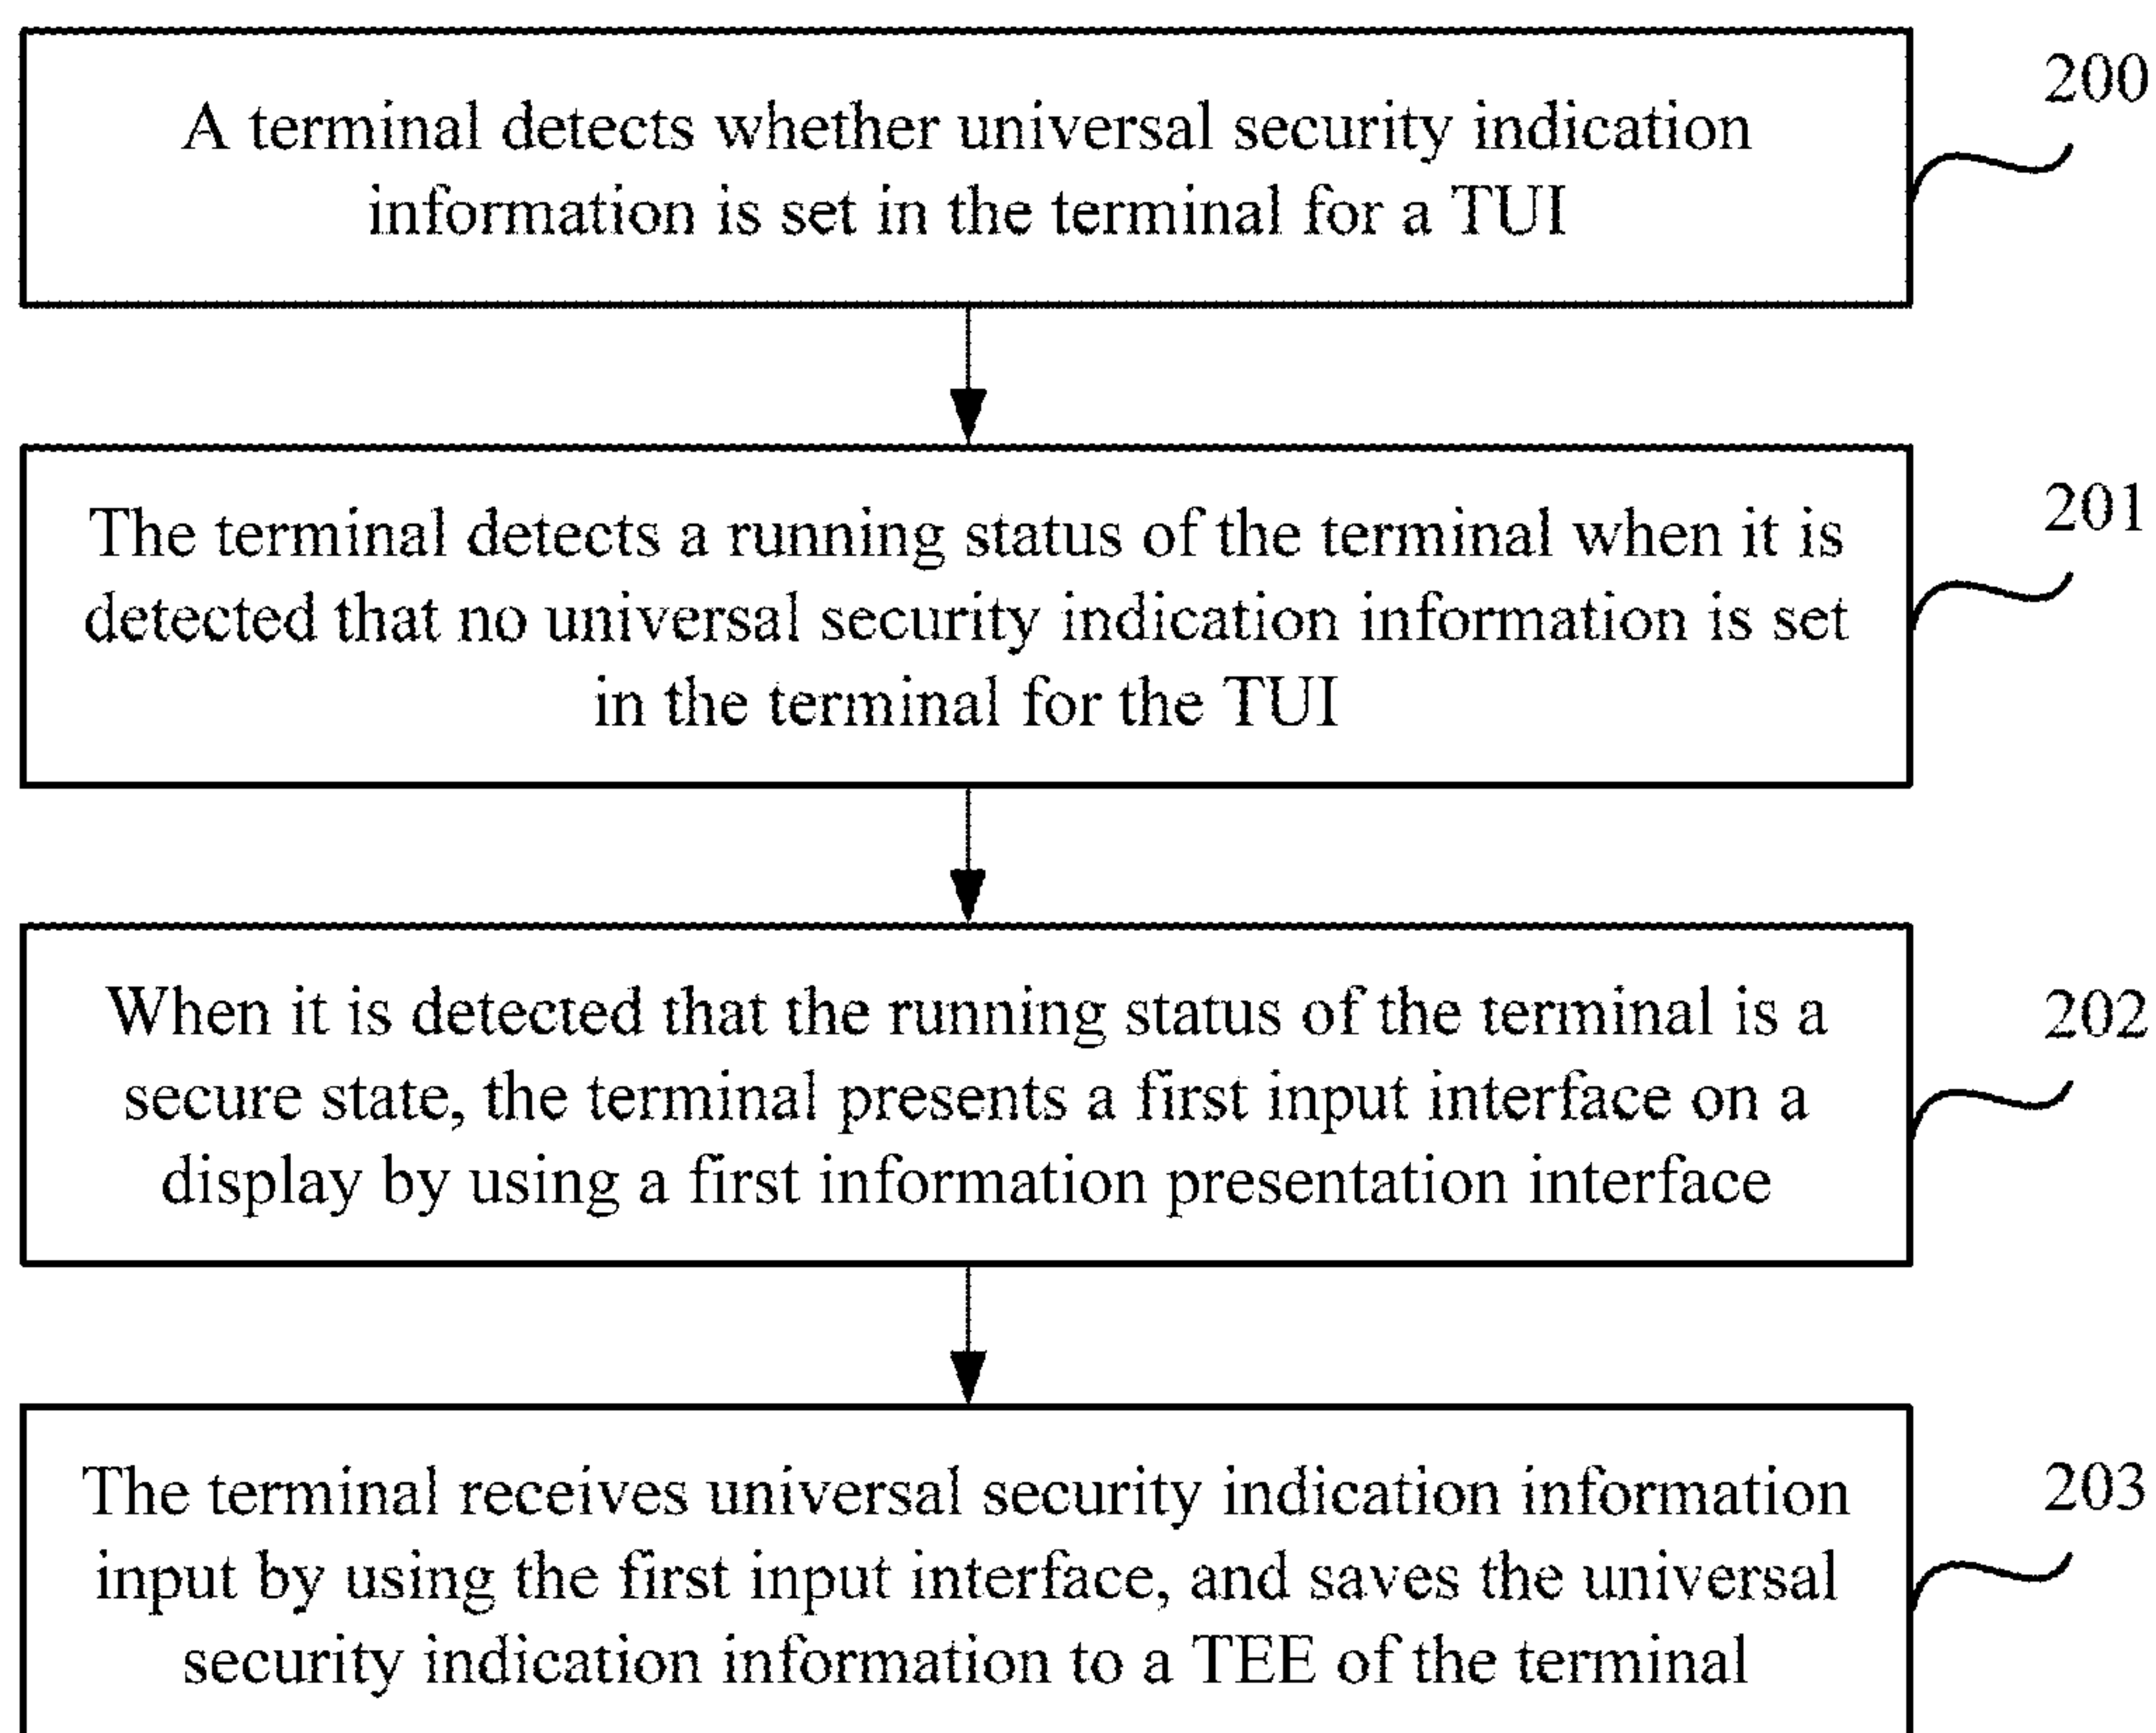 200
A terminal detects whether universal security indication
information is set in the terminal for a TUI
201
The terminal detects a running status of the terminal when it is
detected that no universal security indication information is set
in the terminal for the TUI
202
When it is detected that the running status of the terminal is a
secure state, the terminal presents a first input interface on a
display by using a first information presentation interface
203
The terminal receives universal security indication information
input by using the first input interface, and saves the universal
security indication information to a TEE of the terminal